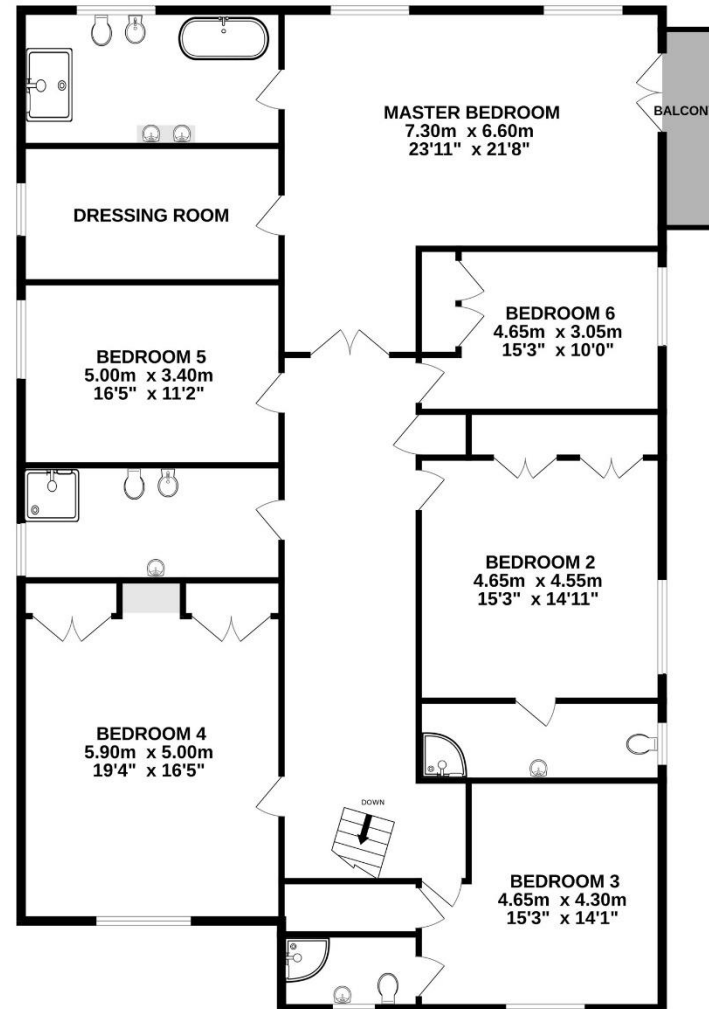 MASTER BEDROOM
7.30m x 6.60m
23'11" x 21'8"
BALCON
DRESSING ROOM
BEDROOM 6
4.65m x 3.05m
15'3" x 10'0"
BEDROOM 5
5.00m x 3.40m
16'5" x 11'2"
BEDROOM 2
4.65m x 4.55m
15'3" x 14'11"
BEDROOM 4
5.90m x 5.00m
19'4" x 16'5"
DOWN
BEDROOM 3
4.65m x 4.30m
15'3" x 14'1"